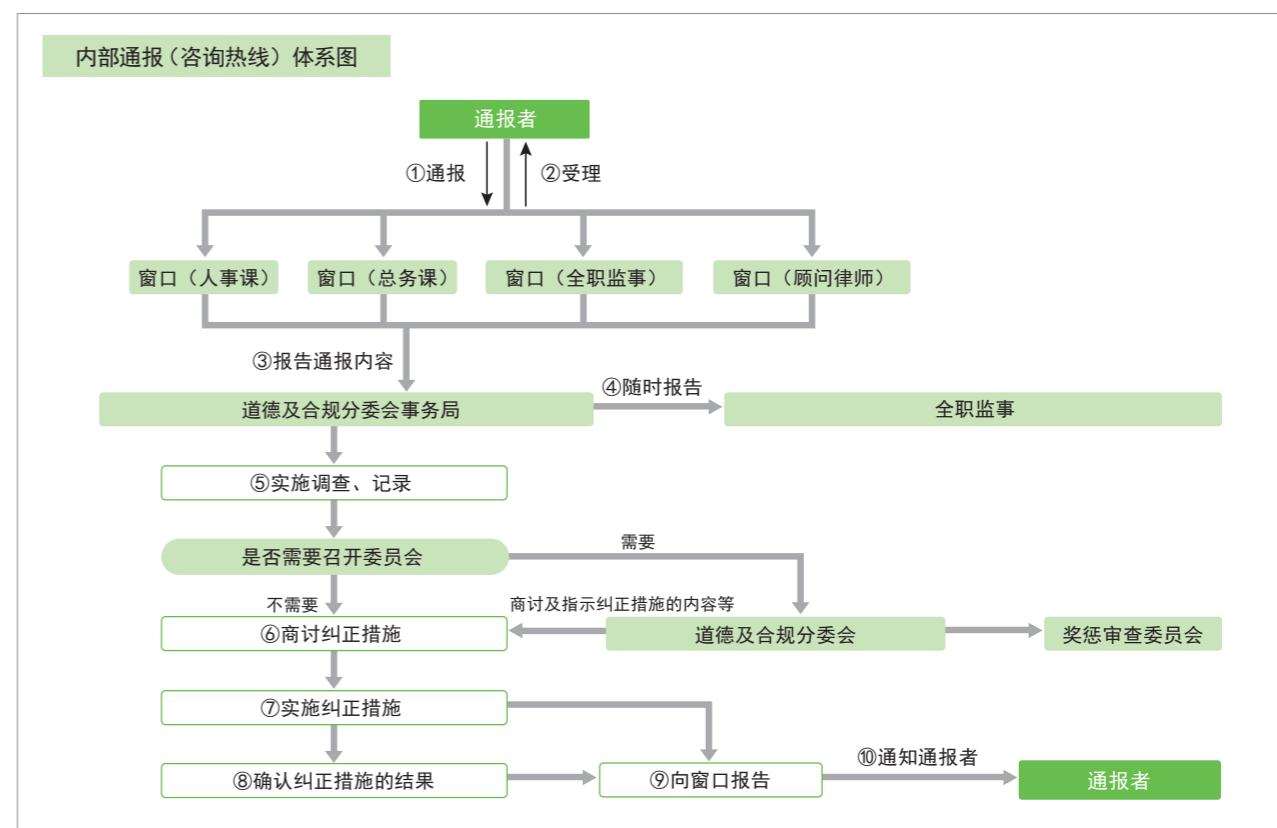 内部通报（咨询热线）体系图
通报者
①通报
②受理
窗口（人事课）
窗口（总务课）
窗口（全职监事）
窗口（顾问律师）
③报告通报内容
④随时报告
道德及合规分委会事务局
全职监事
⑤实施调查、记录
是否需要召开委员会
需要
不需要
商讨及指示纠正措施的内容等
⑥商讨纠正措施
道德及合规分委会
奖惩审查委员会
⑦实施纠正措施
⑧确认纠正措施的结果
⑨向窗口报告
⑩通知通报者
通报者